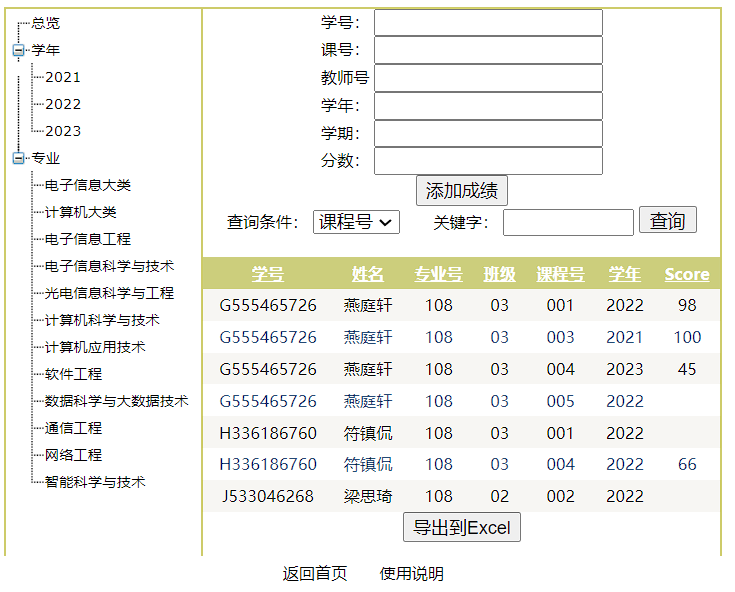 总览
学年
2021
2022
2023
专业
电子信息大类
计算机大类
电子信息工程
电子信息科学与技术
光电信息科学与工程
计算机科学与技术
计算机应用技术
软件工程
数据科学与大数据技术
通信工程
网络工程
智能科学与技术
学号：
课号：
教师号
学年：
学期：
分数：
添加成绩
查询条件： 课程号 关键字： 查询
学号 姓名 专业号 班级 课程号 学年 Score
G555465726 燕庭轩 108 03 001 2022 98
G555465726 燕庭轩 108 03 003 2021 100
G555465726 燕庭轩 108 03 004 2023 45
G555465726 燕庭轩 108 03 005 2022
H336186760 符镇侃 108 03 001 2022
H336186760 符镇侃 108 03 004 2022 66
J533046268 梁思琦 108 02 002 2022
导出到Excel
返回首页 使用说明